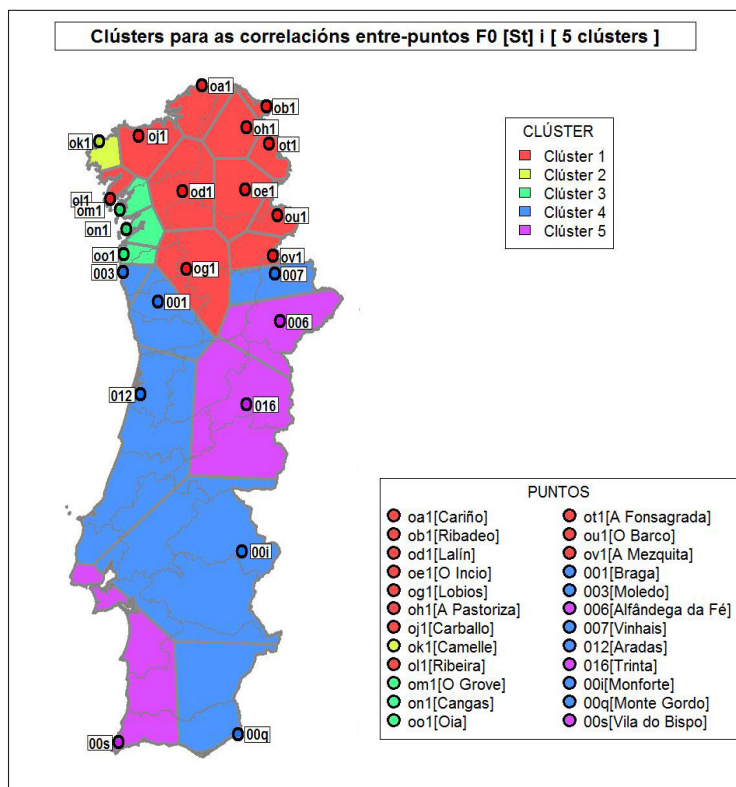 Clústers para as correlacións entre-puntos F0 [St] i [ 5 clústers ]
oa1
ob1
oh1
oj1
ok1
ot1
od1
oe1
ol1
om1
ou1
on1
oo1
ov1
003
og1
007
001
006
012
016
00i
00s
00q
CLÚSTER
Clúster 1
Clúster 2
Clúster 3
Clúster 4
Clúster 5
PUNTOS
oa1[Cariño]
ob1[Ribadeo]
od1[Lalín]
oe1[O Incio]
og1[Lobios]
oh1[A Pastoriza]
oj1[Carballo]
ok1[Camelle]
ol1[Ribeira]
om1[O Grove]
on1[Cangas]
oo1[Oia]
ot1[A Fonsagrada]
ou1[O Barco]
ov1[A Mezquita]
001[Braga]
003[Moledo]
006[Alfândega da Fé]
007[Vinhais]
012[Aradas]
016[Trinta]
00i[Monforte]
00q[Monte Gordo]
00s[Vila do Bispo]